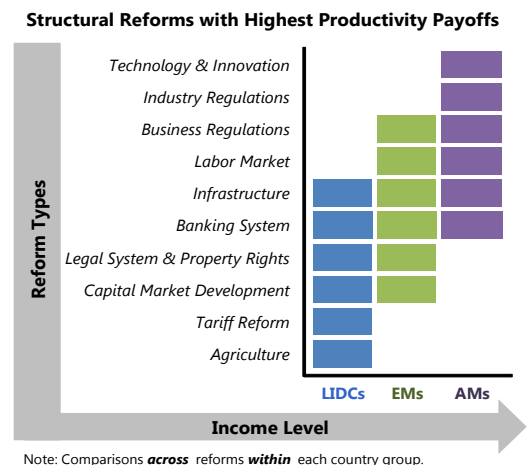 Structural Reforms with Highest Productivity Payoffs
Technology & Innovation
Industry Regulations
Business Regulations
Labor Market
Infrastructure
Banking System
Legal System & Property Rights
Capital Market Development
Tariff Reform
Agriculture
Reform Types
LIDCs EMs AMs
Income Level
Note: Comparisons across reforms within each country group.